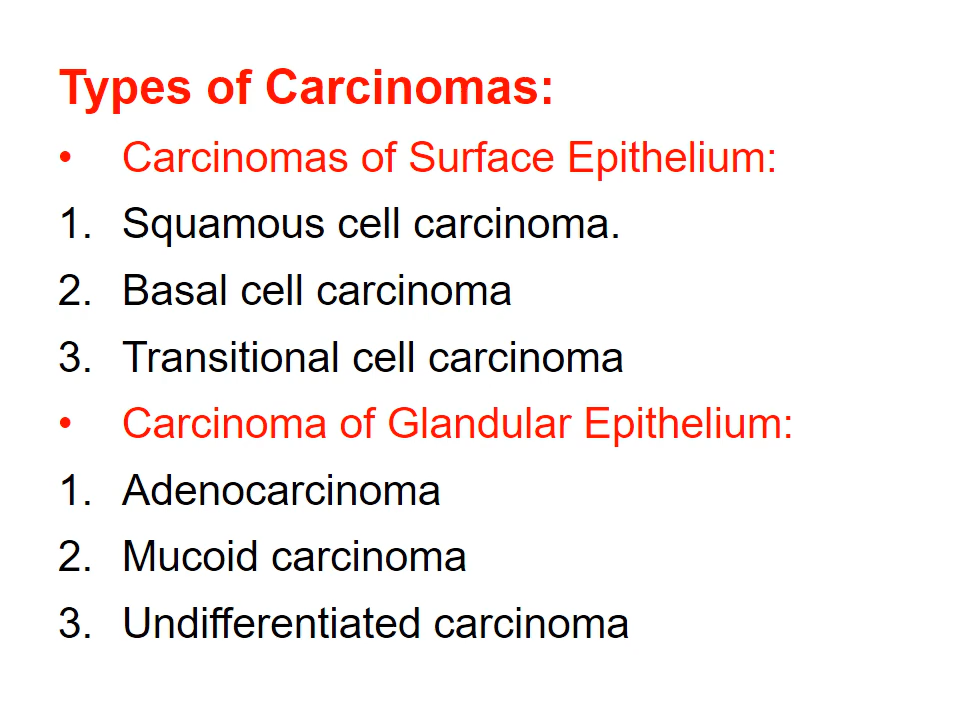 Types of Carcinomas:
• Carcinomas of Surface Epithelium:
1. Squamous cell carcinoma.
2. Basal cell carcinoma
3. Transitional cell carcinoma
• Carcinoma of Glandular Epithelium:
1. Adenocarcinoma
2. Mucoid carcinoma
3. Undifferentiated carcinoma